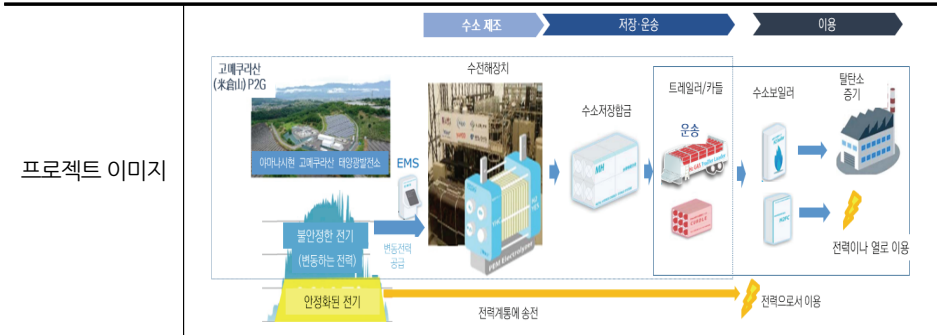 프로젝트 이미지
수소 제조
저장·운송
이용
고메쿠라산
(米倉山) P2G
야마나시현 고메쿠라산 태양광발전소
EMS
불안정한 전기
(변동하는 전력)
변동전력
공급
안정화된 전기
수전해장치
PEM Electrolyzer
수소저장합금
MH
트레일러/카들
운송
수소보일러
탈탄소
증기
전력이나 열로 이용
전력계통에 송전
전력으로서 이용